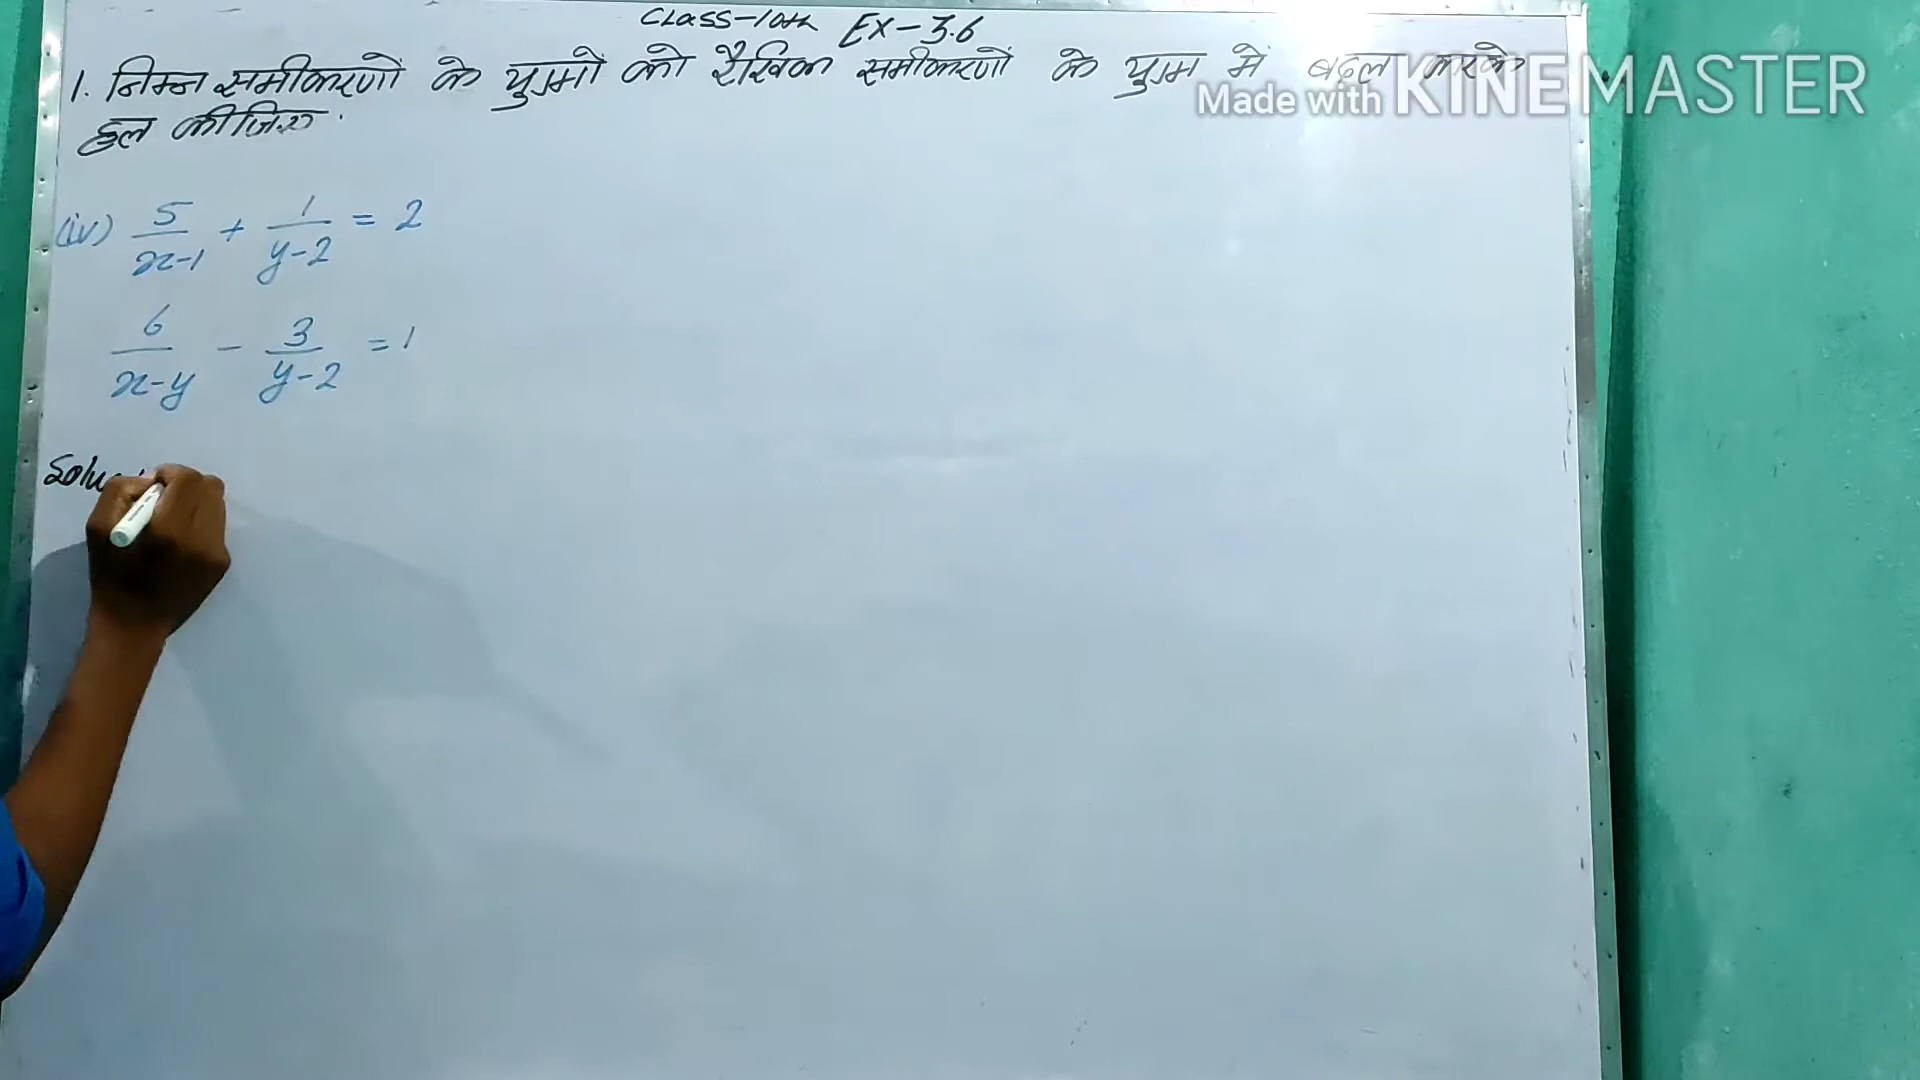 CLASS-10th Ex-3.6
1. निम्न समीकरणों के युग्मों को रैखिक समीकरणों के युग्म में बदल करके
हल कीजिए.
(iv) 5/(x-1) + 1/(y-2) = 2
6/(x-y) - 3/(y-2) = 1
Made with KINEMASTER